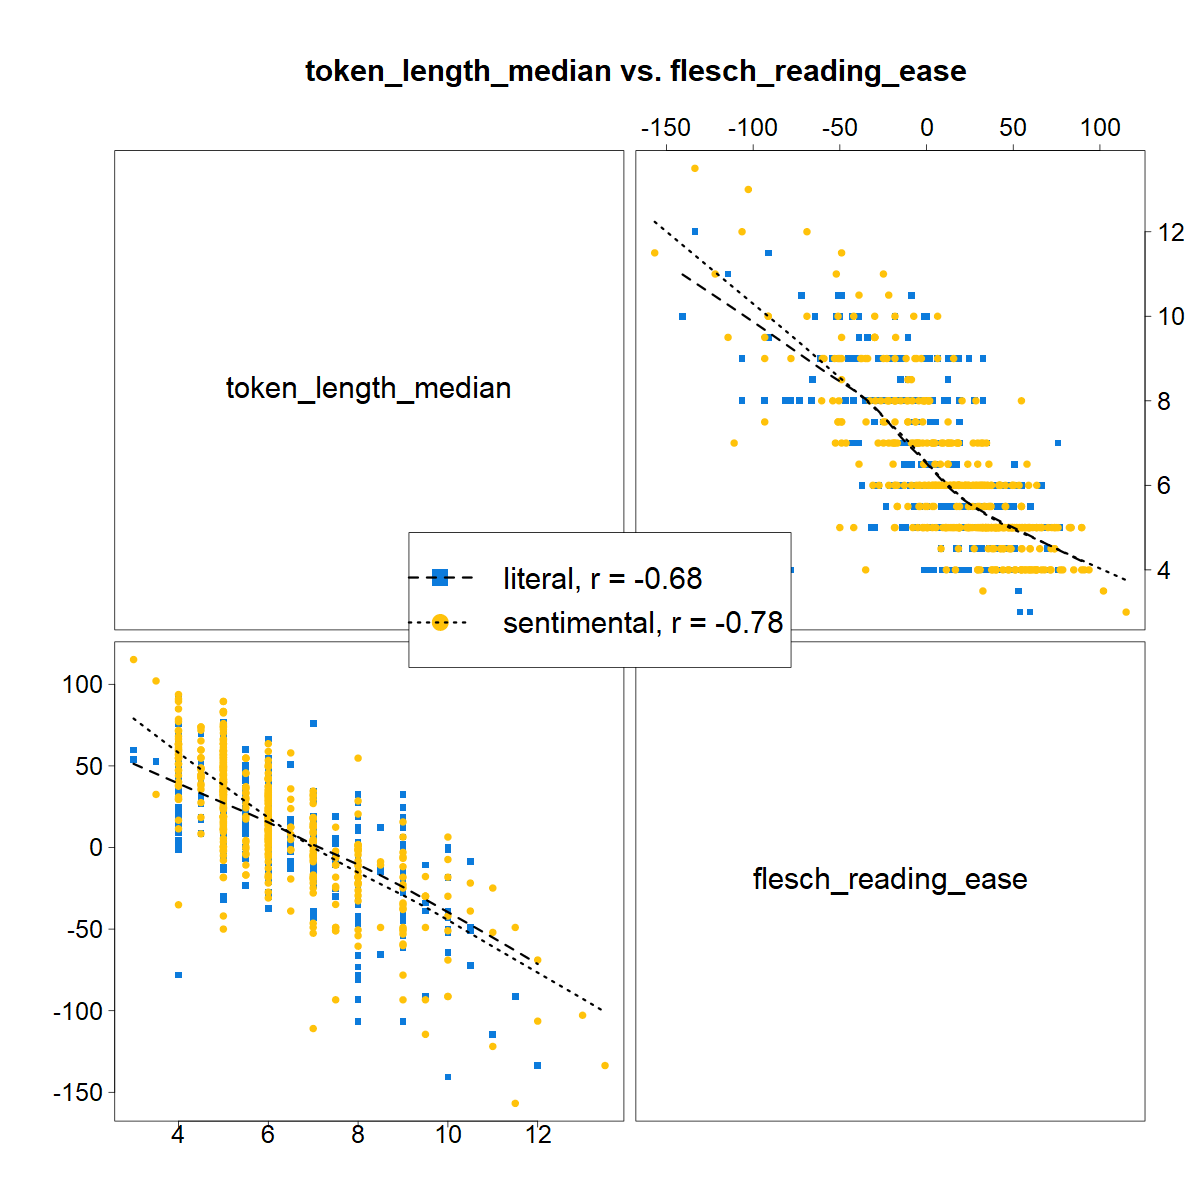 token_length_median vs. flesch_reading_ease
-150 -100 -50 0 50 100
token_length_median
12
10
8
6
4
literal, r = -0.68
sentimental, r = -0.78
100
50
0
-50
-100
-150
flesch_reading_ease
4 6 8 10 12